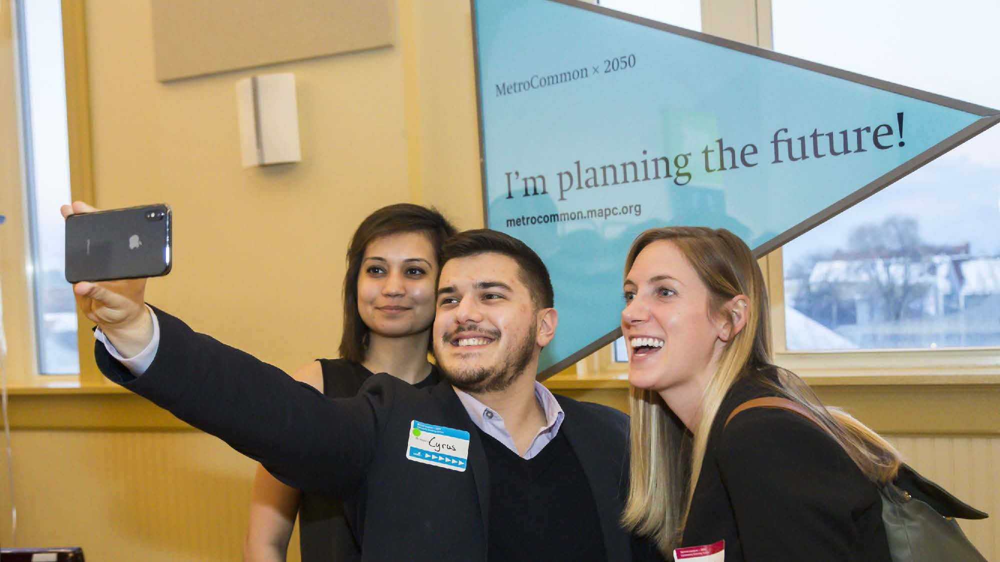 MetroCommon × 2050
I'm planning the future!
metrocommon.mapc.org
Cyrus